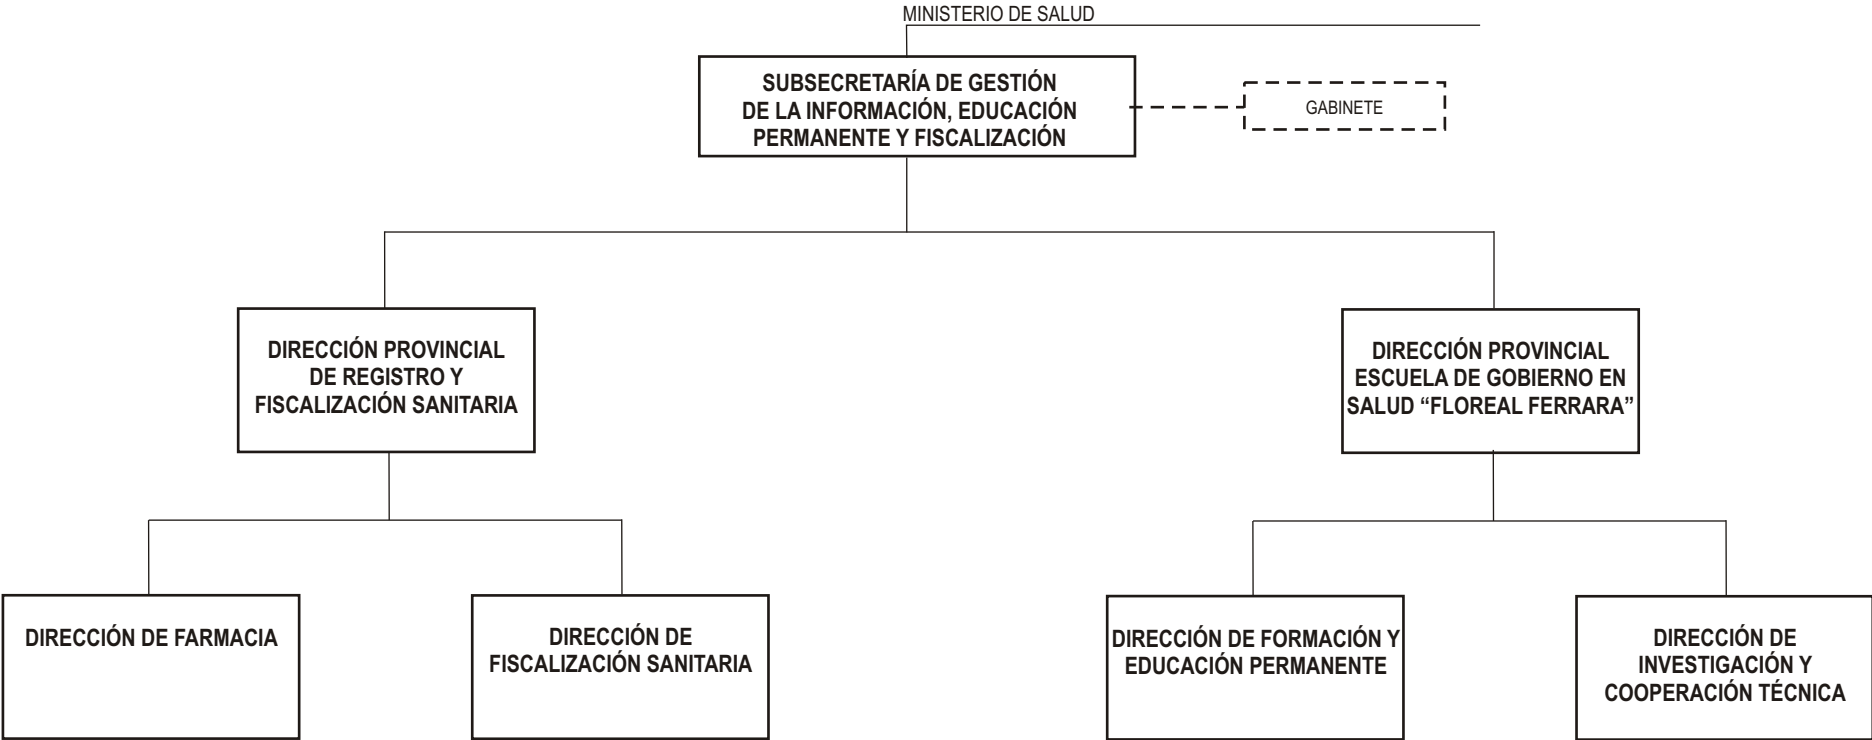 MINISTERIO DE SALUD
SUBSECRETARÍA DE GESTIÓN
DE LA INFORMACIÓN, EDUCACIÓN
PERMANENTE Y FISCALIZACIÓN
GABINETE
DIRECCIÓN PROVINCIAL
DE REGISTRO Y
FISCALIZACIÓN SANITARIA
DIRECCIÓN PROVINCIAL
ESCUELA DE GOBIERNO EN
SALUD “FLOREAL FERRARA”
DIRECCIÓN DE FARMACIA
DIRECCIÓN DE
FISCALIZACIÓN SANITARIA
DIRECCIÓN DE FORMACIÓN Y
EDUCACIÓN PERMANENTE
DIRECCIÓN DE
INVESTIGACIÓN Y
COOPERACIÓN TÉCNICA